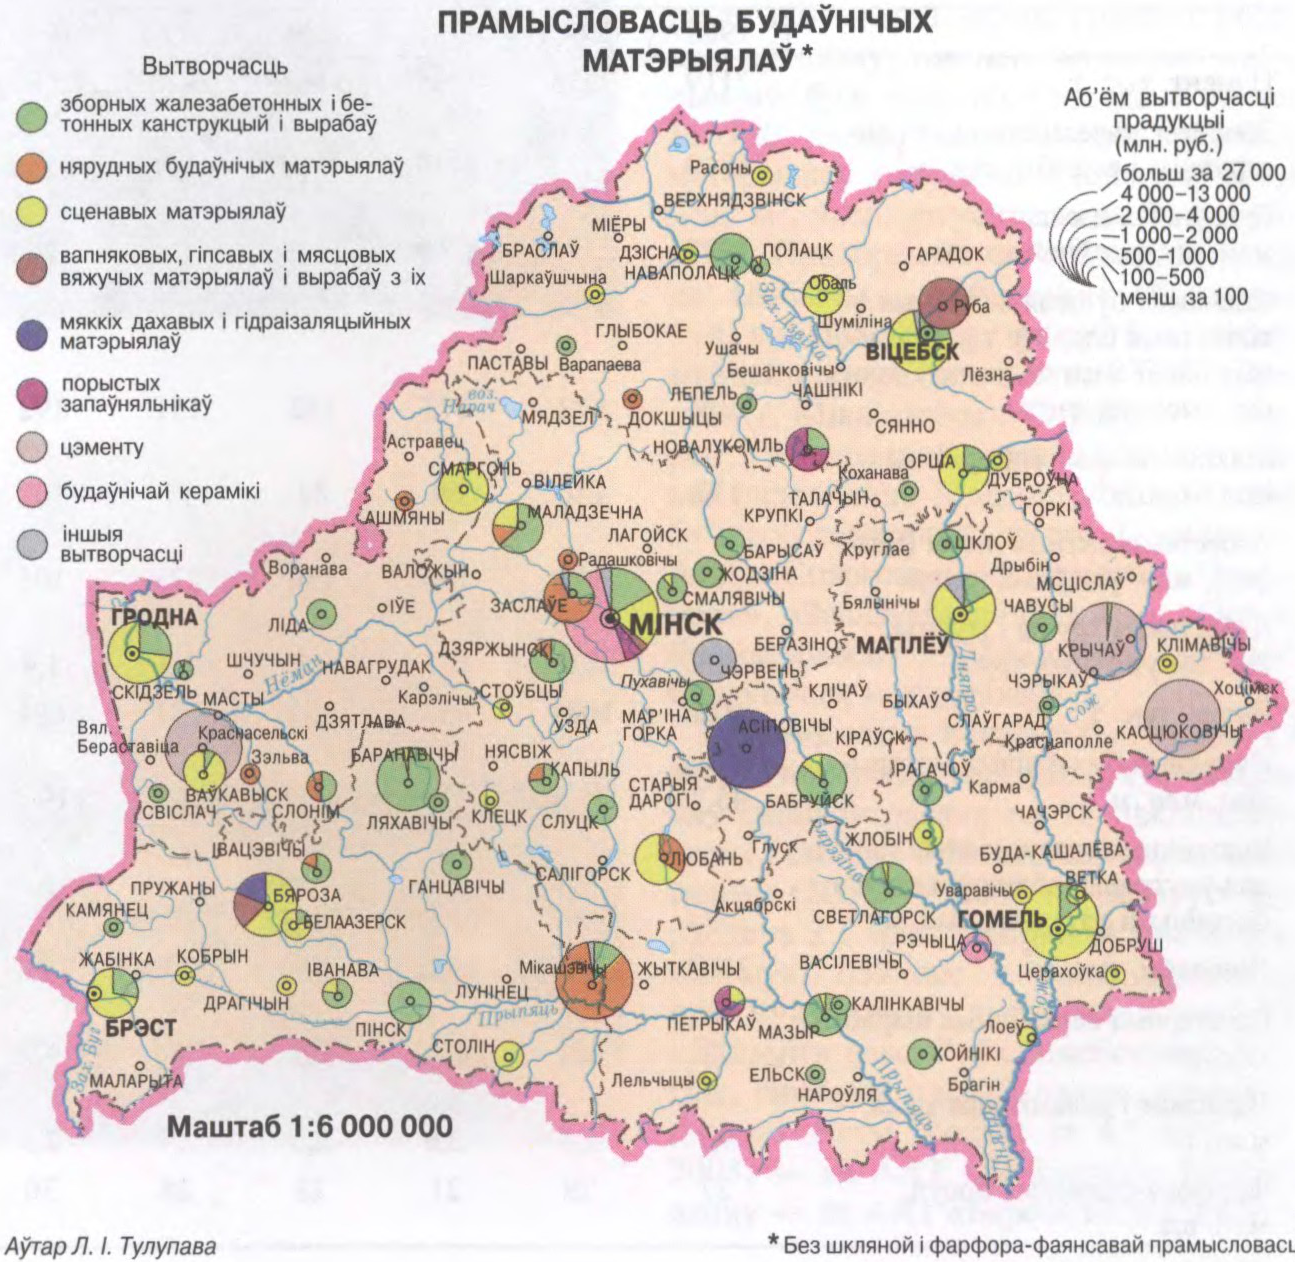 ПРАМЫСЛОВАСЦЬ БУДАЎНІЧЫХ
МАТЭРЫЯЛАЎ *
Вытворчасць
зборных жалезабетонных і бе-
тонных канструкцый і вырабаў
нярудных будаўнічых матэрыялаў
сценавых матэрыялаў
вапняковых, гіпсавых і мясцовых
вяжучых матэрыялаў і вырабаў з іх
мяккіх дахавых і гідраізаляцыйных
матэрыялаў
порыстых
запаўняльнікаў
цэменту
будаўнічай керамікі
іншыя
вытворчасці
Аб'ём вытворчасці
прадукцыі
(млн. руб.)
больш за 27 000
4 000–13 000
2 000–4 000
1 000–2 000
500–1 000
100–500
менш за 100
Расоны
ВЕРХНЯДЗВІНСК
МІЁРЫ
БРАСЛАЎ
ДЗІСНА
ПОЛАЦК
НАВАПОЛАЦК
ГАРАДОК
Шаркаўшчына
Обаль
Руба
Шуміліна
Зах. Дзвіна
ГЛЫБОКАЕ
Ушачы
ВІЦЕБСК
ПАСТАВЫ
Варапаева
Бешанковічы
Лёзна
воз.
Нарач
МЯДЗЕЛ
ДОКШЫЦЫ
ЛЕПЕЛЬ
ЧАШНІКІ
СЯННО
Астравец
НОВАЛУКОМЛЬ
СМАРГОНЬ
ВІЛЕЙКА
Коханава
ОРША
ДУБРОЎНА
АШМЯНЫ
МАЛАДЗЕЧНА
ТАЛАЧЫН
КРУПКІ
ГОРКІ
ЛАГОЙСК
БАРЫСАЎ
Круглае
ШКЛОЎ
Дрыбін
Воранава
ВАЛОЖЫН
Радашковічы
ЖОДЗІНА
МСЦІСЛАЎ
СМАЛЯВІЧЫ
Бялынічы
ЧАВУСЫ
ГРОДНА
ЛІДА
ІЎЕ
ЗАСЛАЎЕ
МІНСК
БЕРАЗІНО
МАГІЛЁЎ
КРЫЧАЎ
КЛІМАВІЧЫ
ДЗЯРЖЫНСК
СКІДЗЕЛЬ
ШЧУЧЫН
Нёман
НАВАГРУДАК
ЧЭРВЕНЬ
Дняпро
ЧЭРЫКАЎ
Хоцімск
МАСТЫ
Карэлічы
СТОЎБЦЫ
Пухавічы
КЛІЧАЎ
БЫХАЎ
Сож
ДЗЯТЛАВА
УЗДА
МАР'ІНА
ГОРКА
АСІПОВІЧЫ
СЛАЎГАРАД
Краснаполле
КАСЦЮКОВІЧЫ
Вял.
Бераставіца
Краснасельскі
Зэльва
БАРАНАВІЧЫ
НЯСВІЖ
КІРАЎСК
КАПЫЛЬ
РАГАЧОЎ
Карма
ВАЎКАВЫСК
СТАРЫЯ
ДАРОГІ
БАБРУЙСК
СВІСЛАЧ
СЛОНІМ
ЛЯХАВІЧЫ
КЛЕЦК
СЛУЦК
ЧАЧЭРСК
ІВАЦЭВІЧЫ
Глуск
Бярэзіна
ЖЛОБІН
ЛЮБАНЬ
БУДА-КАШАЛЁВА
ПРУЖАНЫ
БЯРОЗА
ГАНЦАВІЧЫ
САЛІГОРСК
Акцябрскі
Уваравічы
ВЕТКА
КАМЯНЕЦ
БЕЛААЗЕРСК
СВЕТЛАГОРСК
ГОМЕЛЬ
РЭЧЫЦА
ДОБРУШ
ЖАБІНКА
КОБРЫН
ІВАНАВА
Мікашэвічы
ЖЫТКАВІЧЫ
ВАСІЛЕВІЧЫ
Церахоўка
ДРАГІЧЫН
ЛУНІНЕЦ
КАЛІНКАВІЧЫ
Сож
БРЭСТ
ПІНСК
Прыпяць
ПЕТРЫКАЎ
МАЗЫР
Лоеў
Зах. Буг
СТОЛІН
ХОЙНІКІ
МАЛАРЫТА
Лельчыцы
ЕЛЬСК
НАРОЎЛЯ
Прыпяць
Брагін
Дняпро
Маштаб 1:6 000 000
Аўтар Л. І. Тулупава
* Без шкляной і фарфора-фаянсавай прамысловасц